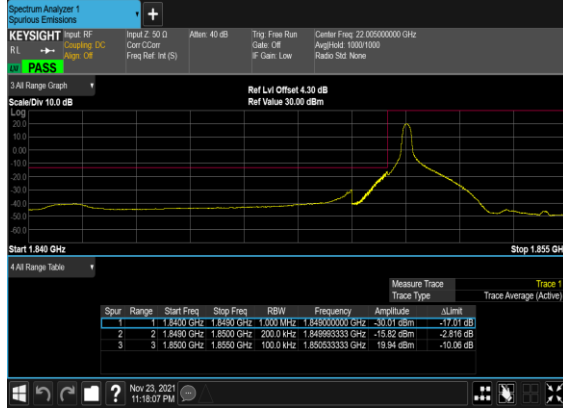 Spectrum Analyzer 1
Spurious Emissions
+
KEYSIGHT Input: RF Input Z: 50 Ω Atten: 40 dB Trig: Free Run Center Freq: 22.005000000 GHz
RL Coupling: DC Corr CCorr Gate: Off Avg|Hold: 1000/1000
Align: Off Freq Ref: Int (S) IF Gain: Low Radio Std: None
PASS
3 All Range Graph Ref Lvl Offset 4.30 dB
Scale/Div 10.0 dB Ref Value 30.00 dBm
Log
20.0
10.0
0.00
-10.0
-20.0
-30.0
-40.0
-50.0
-60.0
Start 1.840 GHz Stop 1.855 GH
4 All Range Table
Measure Trace Trace 1
Trace Type Trace Average (Active)
Spur Range Start Freq Stop Freq RBW Frequency Amplitude ΔLimit
1 1 1.8400 GHz 1.8490 GHz 1.000 MHz 1.849000000 GHz -30.01 dBm -17.01 dB
2 2 1.8490 GHz 1.8500 GHz 200.0 kHz 1.849993333 GHz -15.82 dBm -2.816 dB
3 3 1.8500 GHz 1.8550 GHz 100.0 kHz 1.850533333 GHz 19.94 dBm -10.06 dB
? Nov 23, 2021
11:18:07 PM